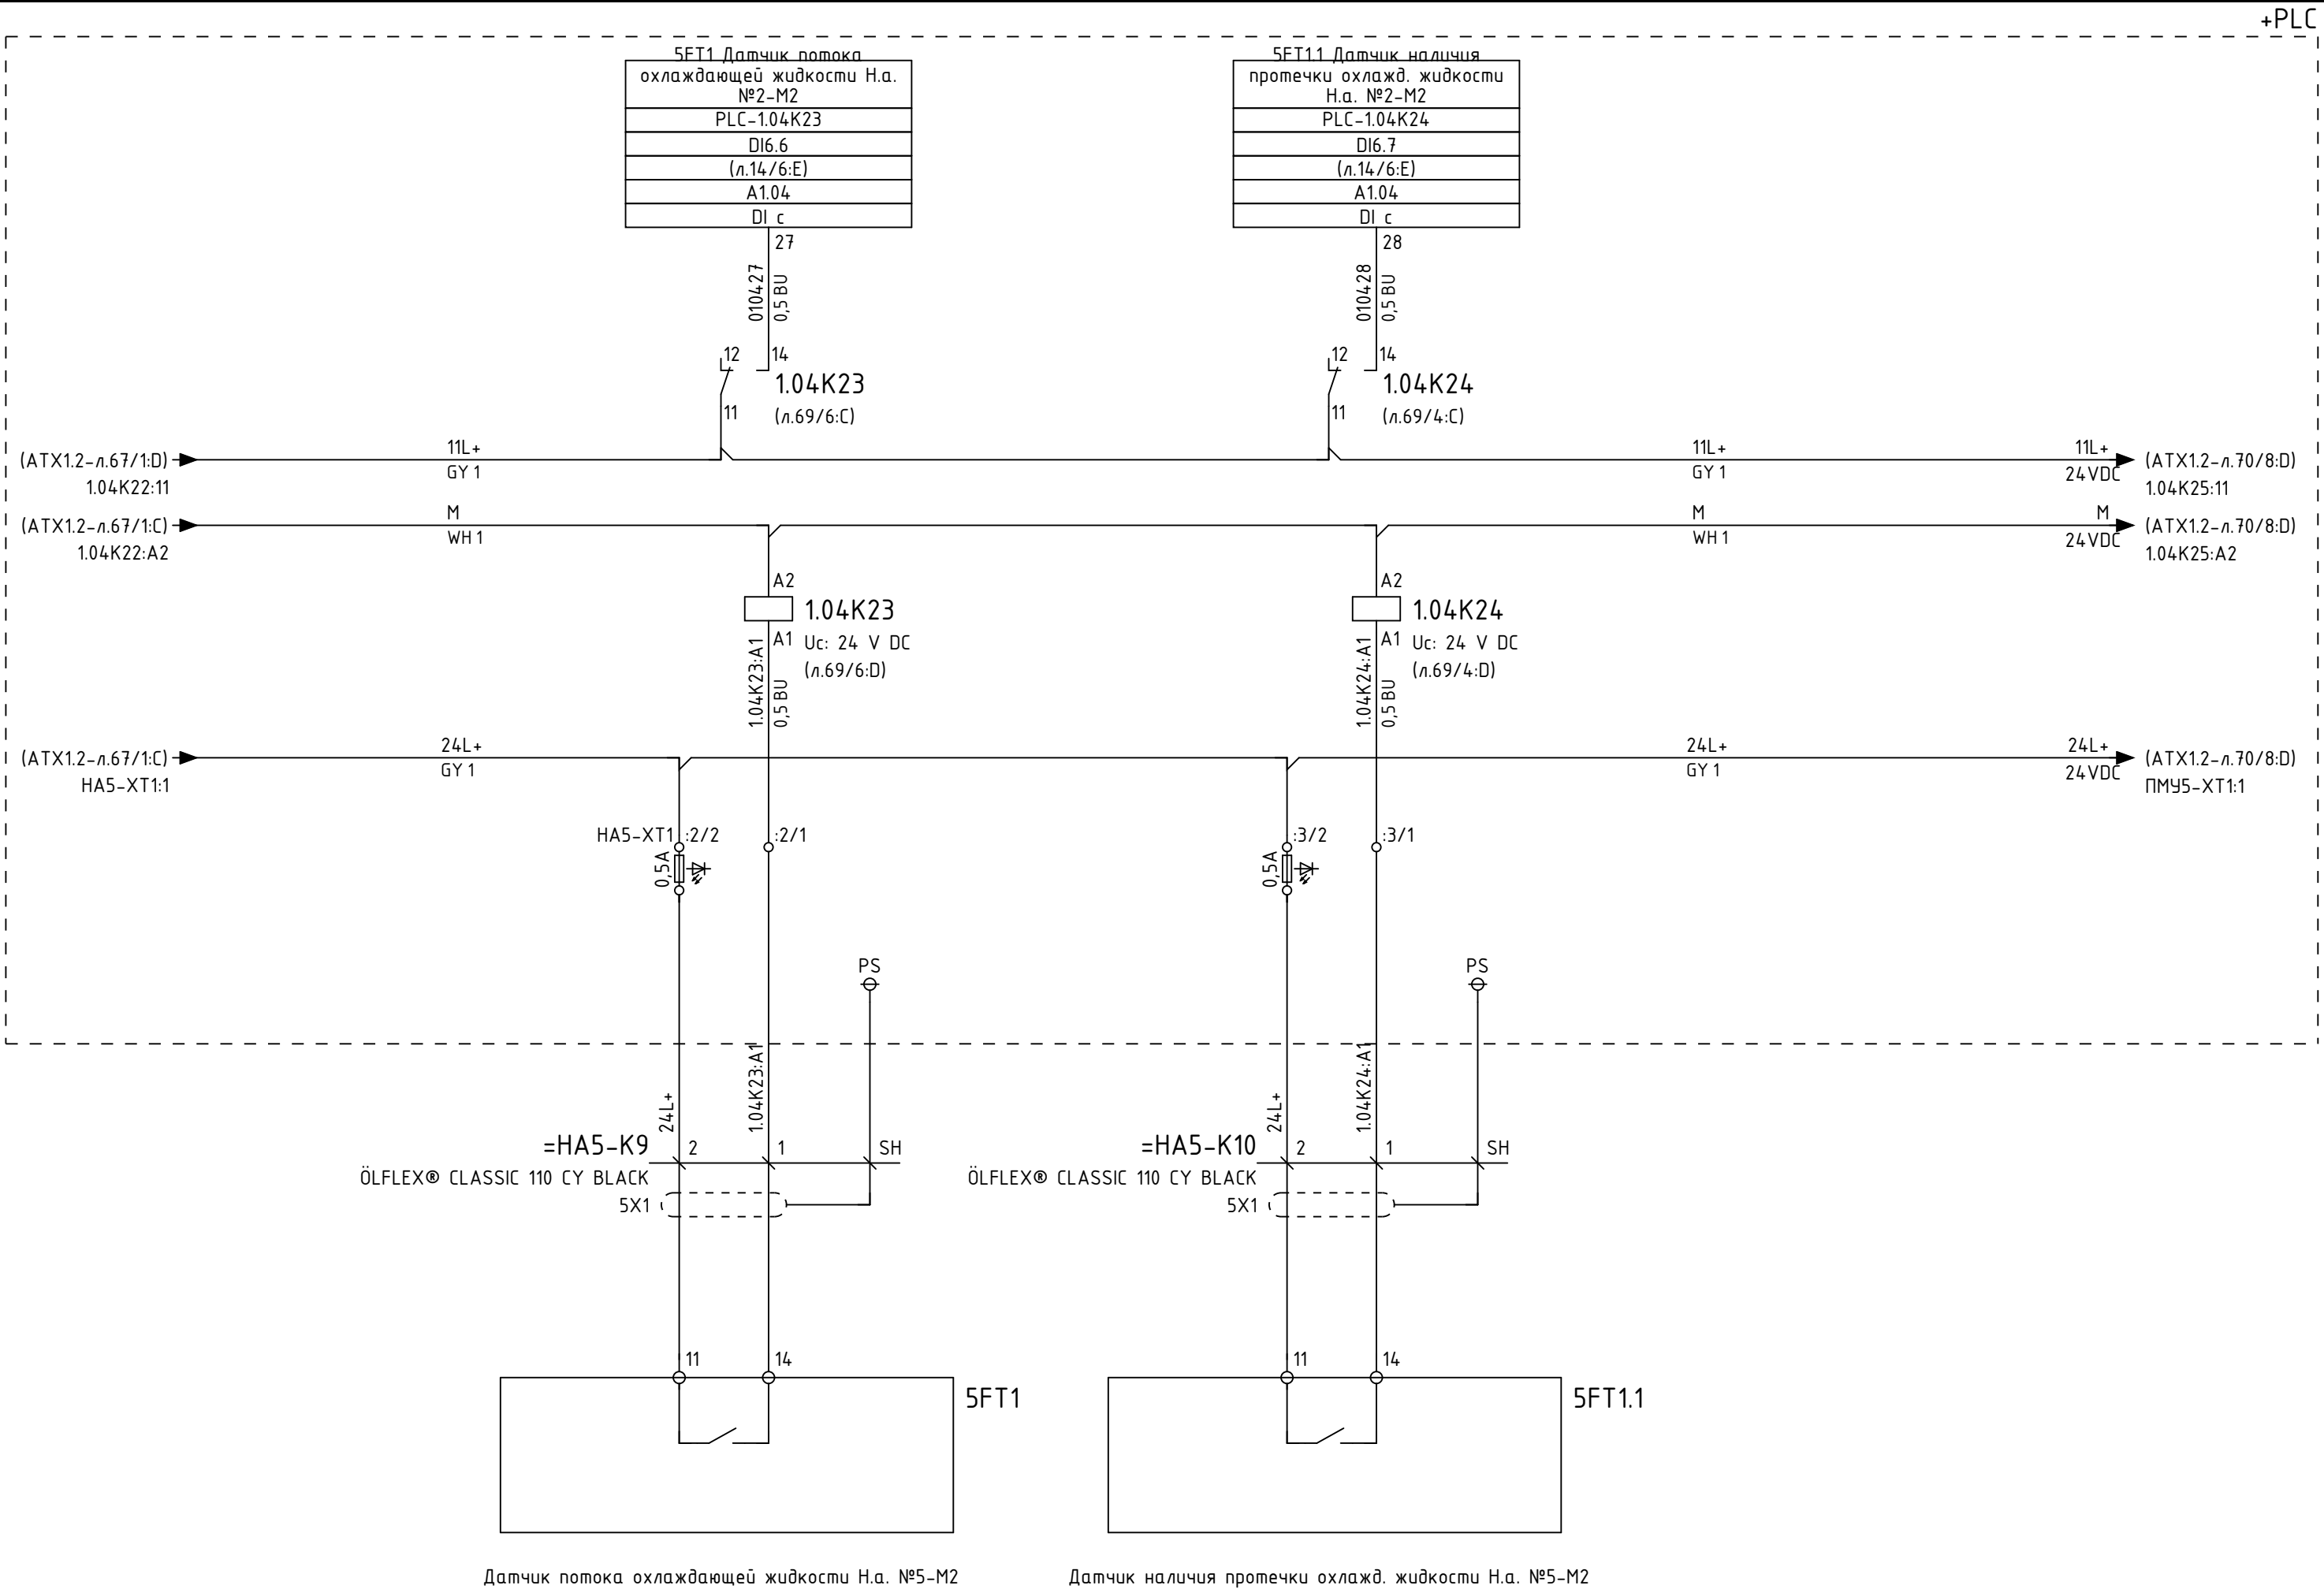 +PLC
5FT1 Датчик потока
охлаждающей жидкости Н.а.
№2-М2
PLC-1.04K23
DI6.6
(л.14/6:E)
A1.04
DI c
27
010427
0,5 BU
12
14
1.04K23
(л.69/6:C)
11
5FT1.1 Датчик наличия
протечки охлажд. жидкости
Н.а. №2-М2
PLC-1.04K24
DI6.7
(л.14/6:E)
A1.04
DI c
28
010428
0,5 BU
12
14
1.04K24
(л.69/4:C)
11
(ATX1.2-л.67/1:D)
1.04K22:11
11L+
GY 1
11L+
GY 1
11L+
24VDC
(ATX1.2-л.70/8:D)
1.04K25:11
(ATX1.2-л.67/1:C)
1.04K22:A2
M
WH 1
M
WH 1
M
24VDC
(ATX1.2-л.70/8:D)
1.04K25:A2
A2
1.04K23
A1
Uc: 24 V DC
(л.69/6:D)
1.04K23:A1
0,5 BU
A2
1.04K24
A1
Uc: 24 V DC
(л.69/4:D)
1.04K24:A1
0,5 BU
(ATX1.2-л.67/1:C)
HA5-XT1:1
24L+
GY 1
24L+
GY 1
24L+
24VDC
(ATX1.2-л.70/8:D)
ПМУ5-XT1:1
HA5-XT1
:2/2
:2/1
0,5A
:3/2
:3/1
0,5A
PS
PS
24L+
1.04K23:A1
24L+
1.04K24:A1
=HA5-K9
2
1
SH
ÖLFLEX® CLASSIC 110 CY BLACK
5X1
=HA5-K10
2
1
SH
ÖLFLEX® CLASSIC 110 CY BLACK
5X1
11
14
5FT1
11
14
5FT1.1
Датчик потока охлаждающей жидкости Н.а. №5-М2
Датчик наличия протечки охлажд. жидкости Н.а. №5-М2